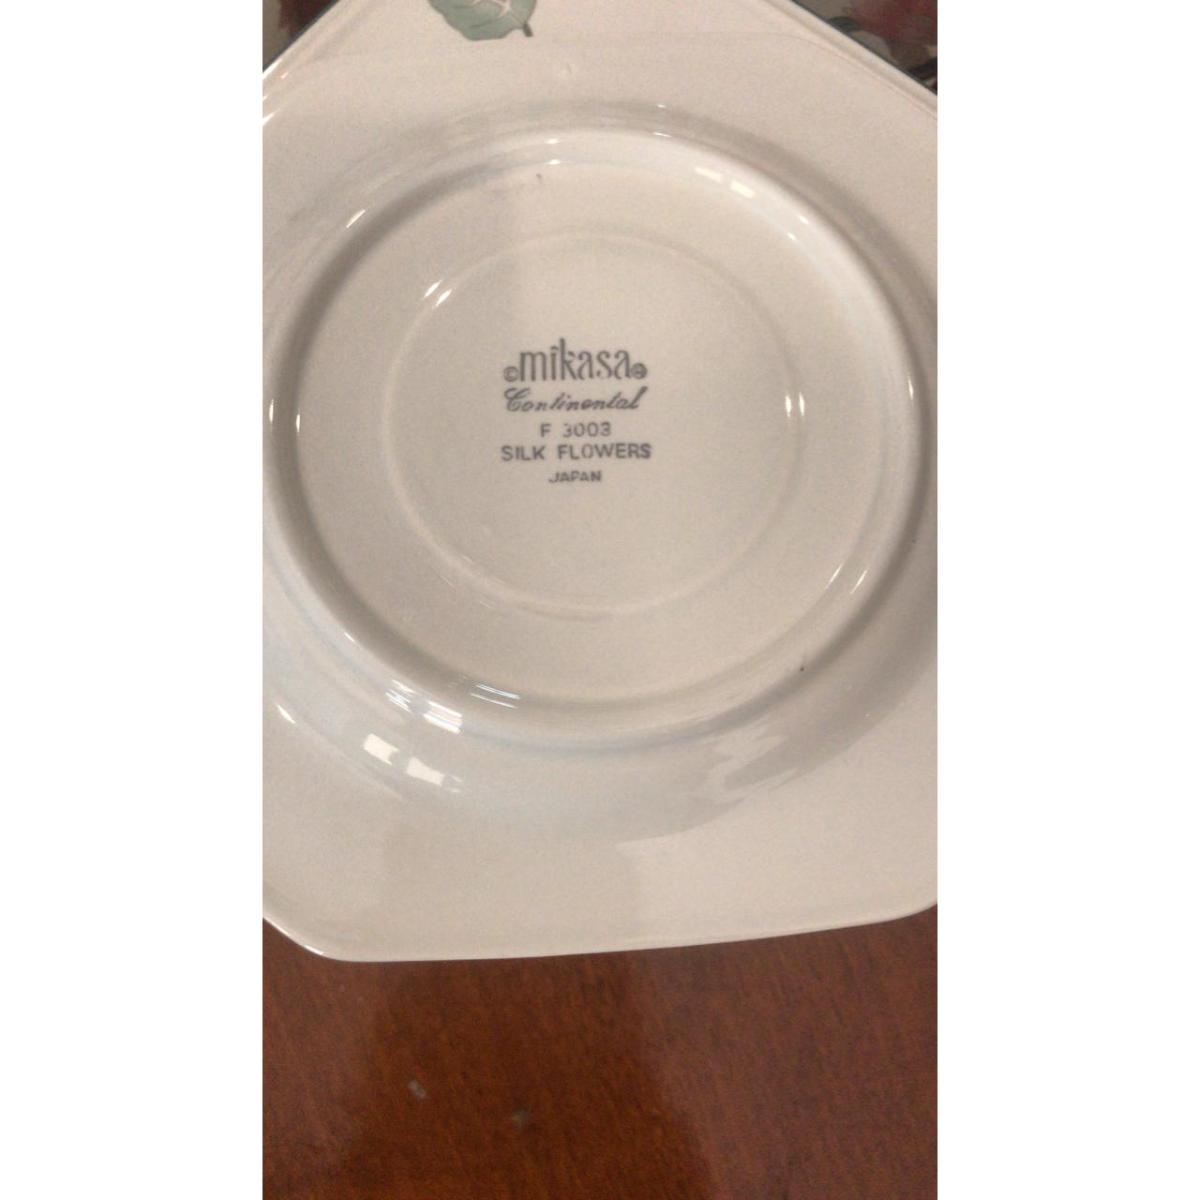 ©mikasa®
Continental
F 3003
SILK FLOWERS
JAPAN